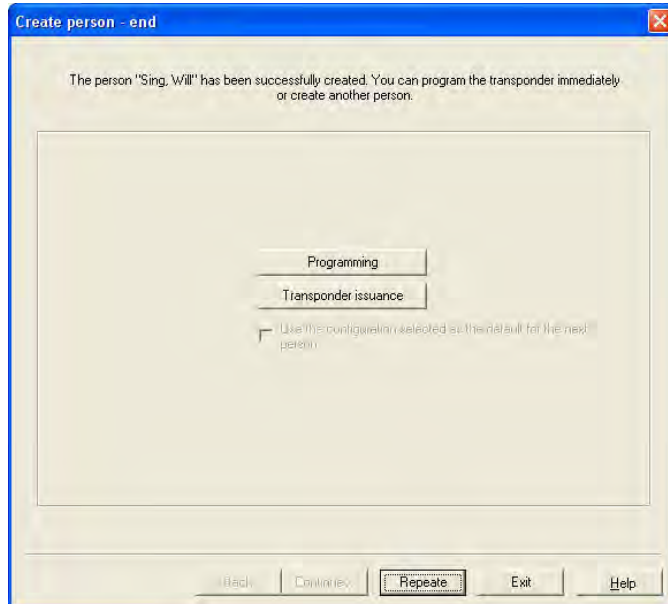 Create person - end
The person "Sing, Will" has been successfully created. You can program the transponder immediately
or create another person.
Programming
Transponder issuance
Use the configuration selected as the default for the next
person
Back Continue> Repeate Exit Help